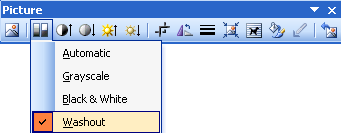 Picture
Automatic
Grayscale
Black & White
Washout